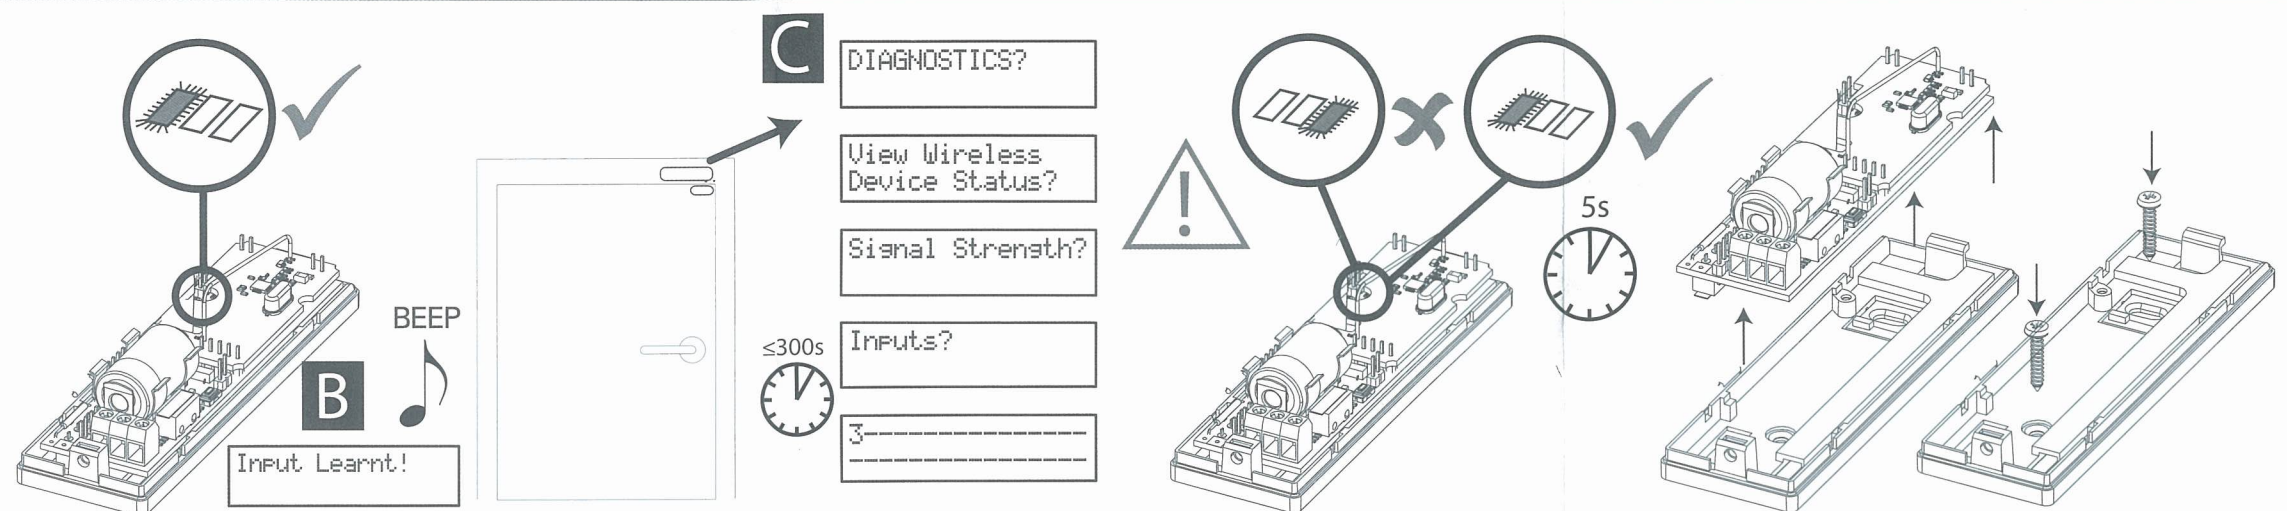 B
BEEP
Input Learnt!
C
DIAGNOSTICS?
View Wireless
Device Status?
Signal Strength?
≤300s
Inputs?
3---------------
----------------
!
5s